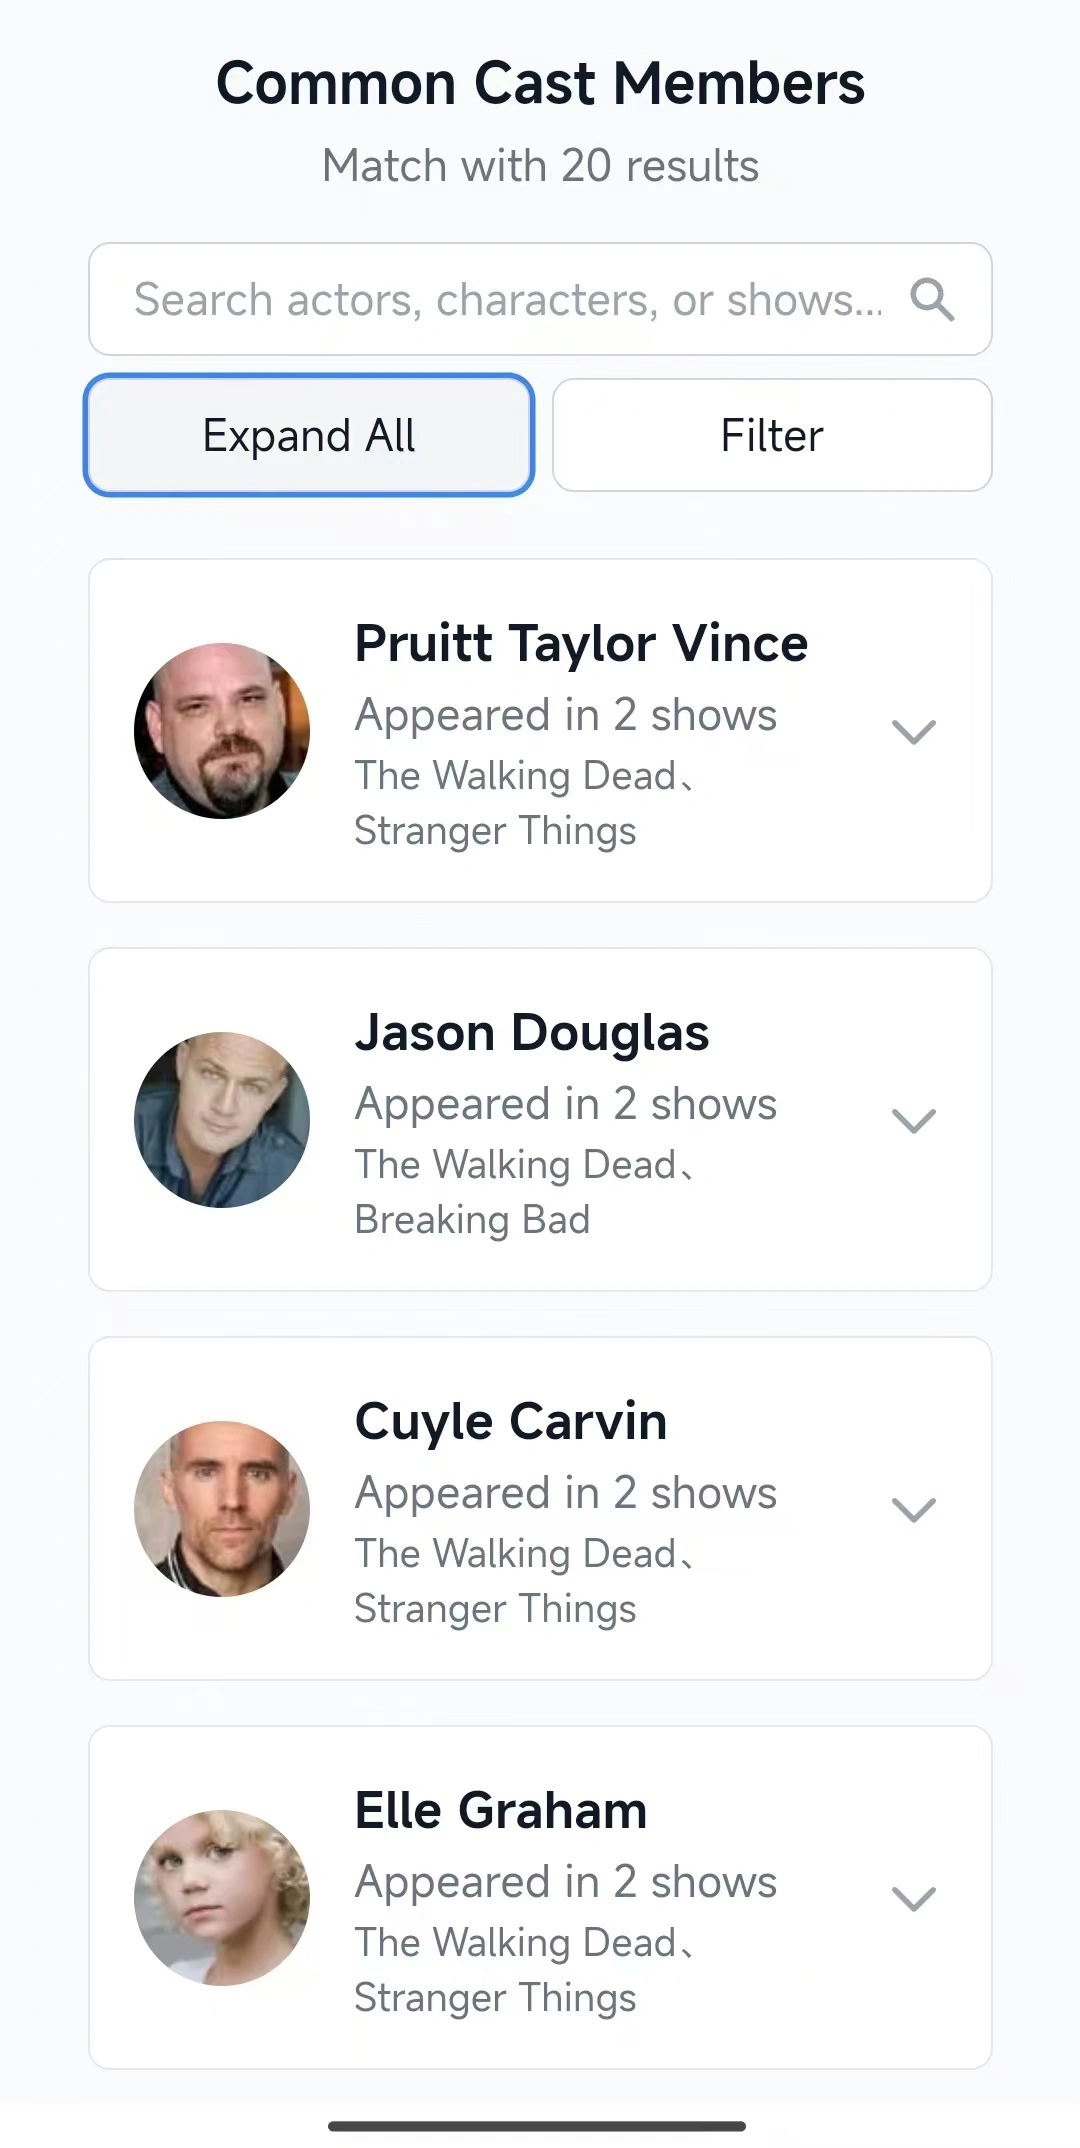 Common Cast Members
Match with 20 results
Search actors, characters, or shows...
Expand All
Filter
Pruitt Taylor Vince
Appeared in 2 shows
The Walking Dead、
Stranger Things
Jason Douglas
Appeared in 2 shows
The Walking Dead、
Breaking Bad
Cuyle Carvin
Appeared in 2 shows
The Walking Dead、
Stranger Things
Elle Graham
Appeared in 2 shows
The Walking Dead、
Stranger Things